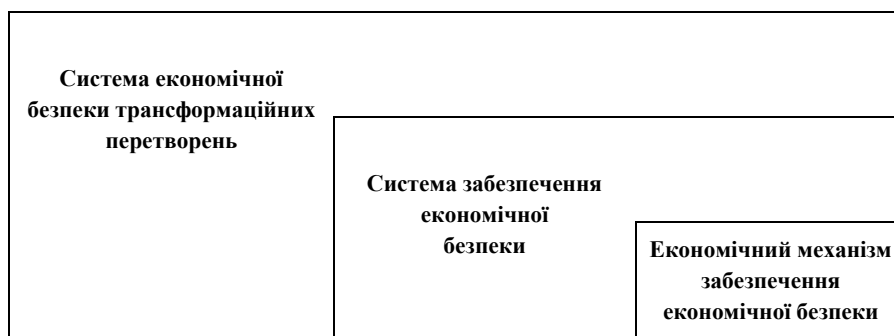 Система економічної
безпеки трансформаційних
перетворень
Система забезпечення
економічної
безпеки
Економічний механізм
забезпечення
економічної безпеки